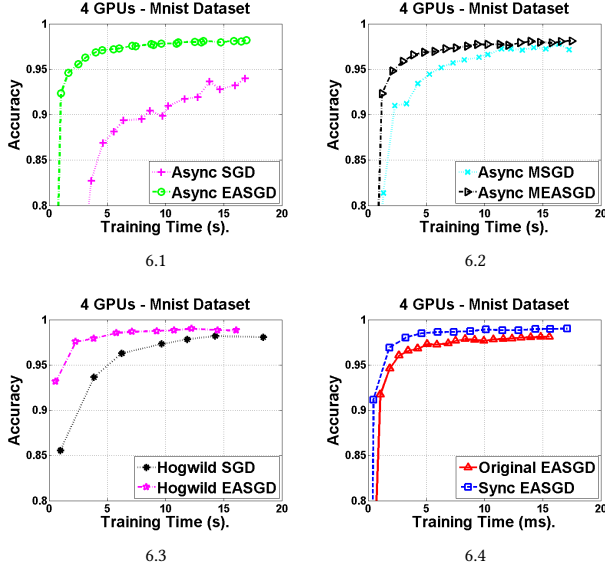 4 GPUs - Mnist Dataset
1
0.95
0.9
0.85
0.8
Accuracy
Async SGD
Async EASGD
0 5 10 15 20
Training Time (s).
6.1
4 GPUs - Mnist Dataset
1
0.95
0.9
0.85
0.8
Accuracy
Async MSGD
Async MEASGD
0 5 10 15 20
Training Time (s).
6.2
4 GPUs - Mnist Dataset
1
0.95
0.9
0.85
0.8
Accuracy
Hogwild SGD
Hogwild EASGD
0 5 10 15 20
Training Time (s).
6.3
4 GPUs - Mnist Dataset
1
0.95
0.9
0.85
0.8
Accuracy
Original EASGD
Sync EASGD
0 5 10 15 20
Training Time (ms).
6.4